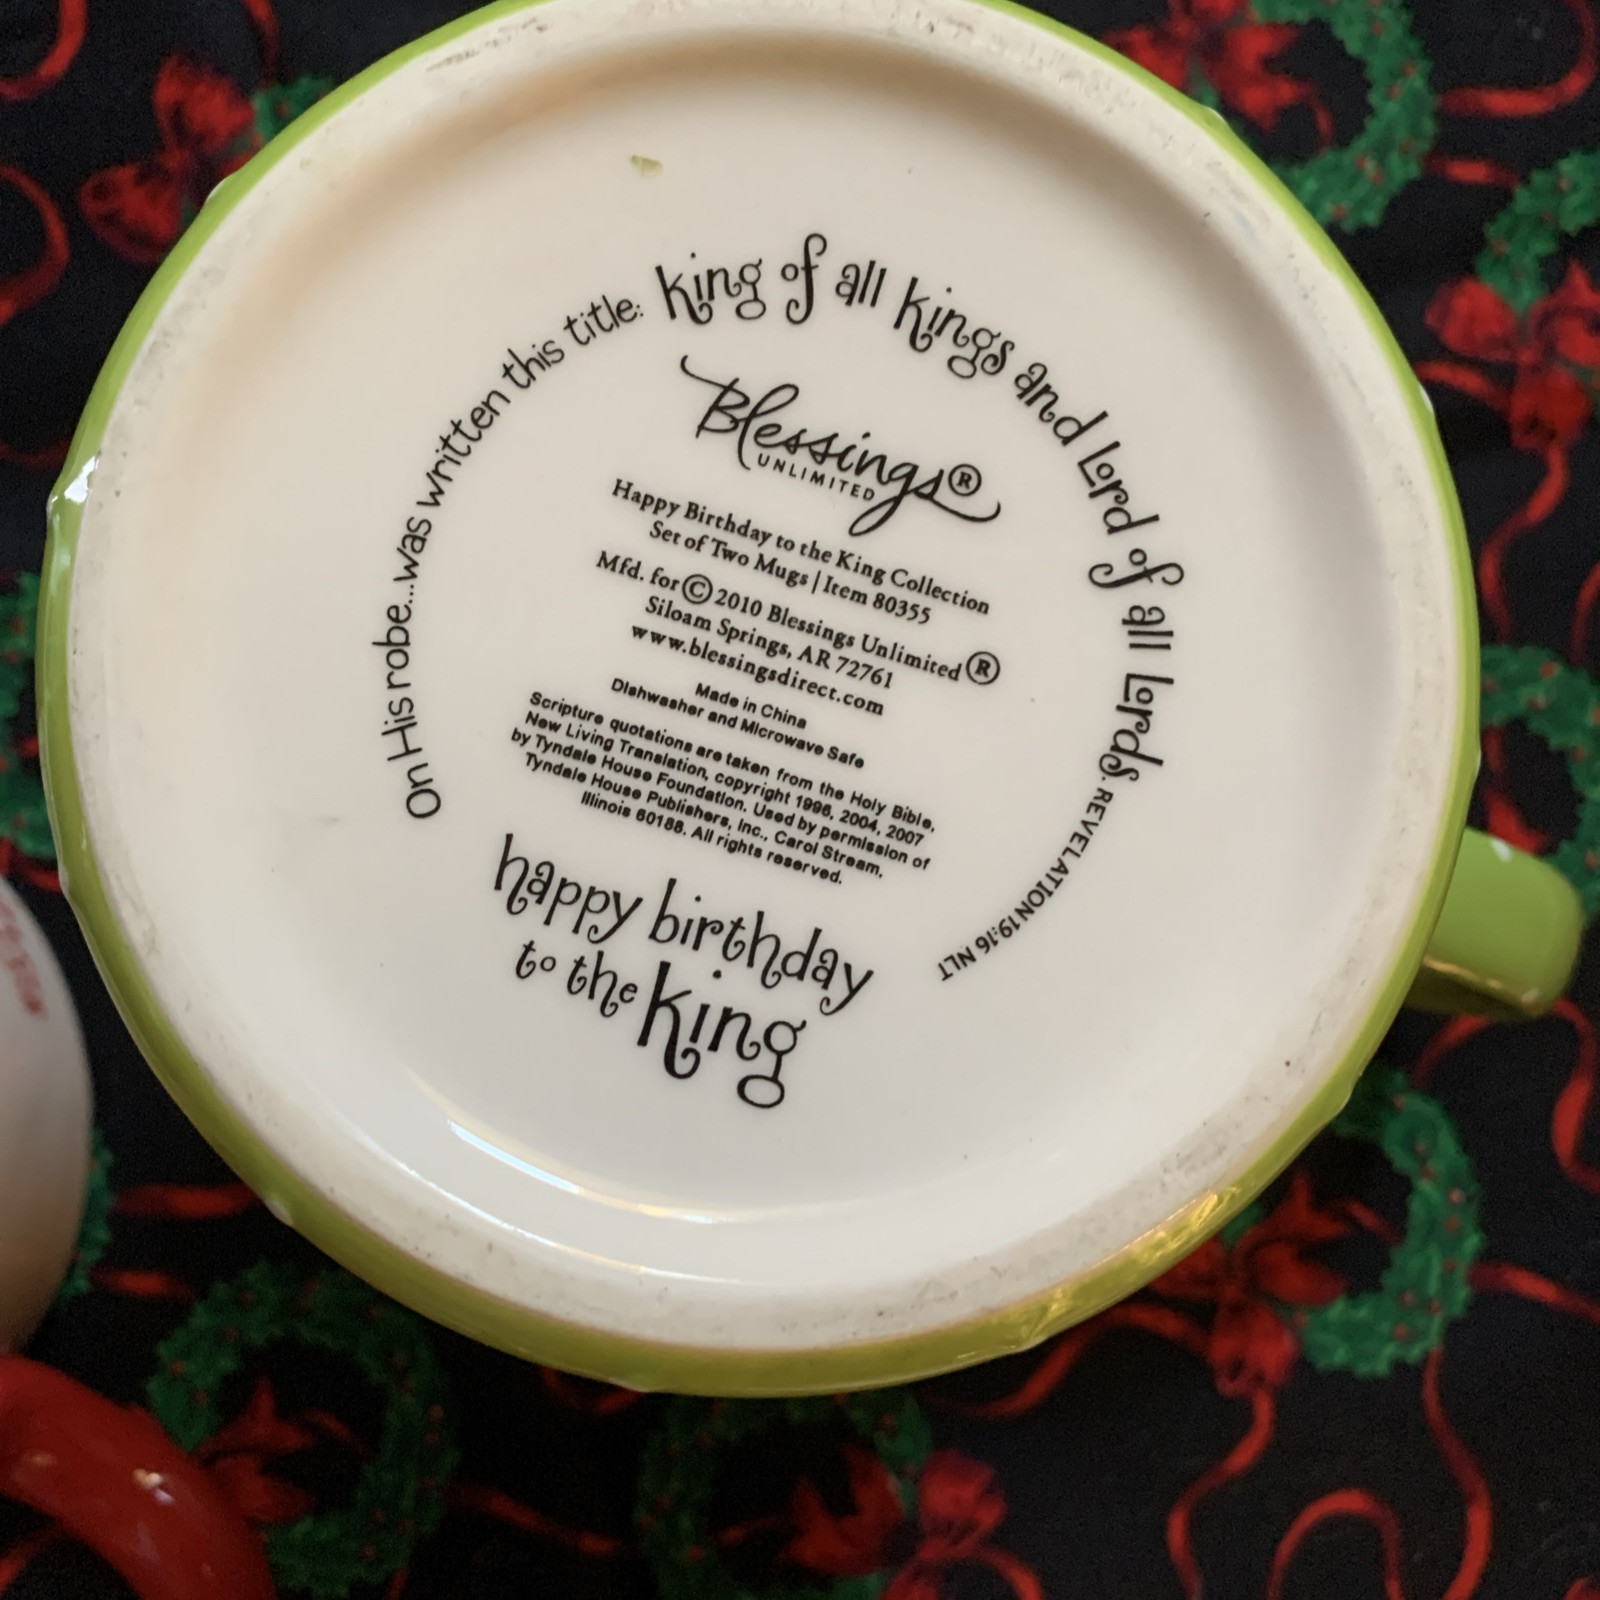 On His robe...was written this title: King of all Kings and Lord of all Lords. REVELATION 19:16 NLT
Blessings®
UNLIMITED
Happy Birthday to the King Collection
Set of Two Mugs | Item 80355
Mfd. for © 2010 Blessings Unlimited®
Siloam Springs, AR 72761
www.blessingsdirect.com
Made in China
Dishwasher and Microwave Safe
Scripture quotations are taken from the Holy Bible,
New Living Translation, copyright 1996, 2004, 2007
by Tyndale House Foundation. Used by permission of
Tyndale House Publishers, Inc., Carol Stream,
Illinois 60188. All rights reserved.
happy birthday
to the King